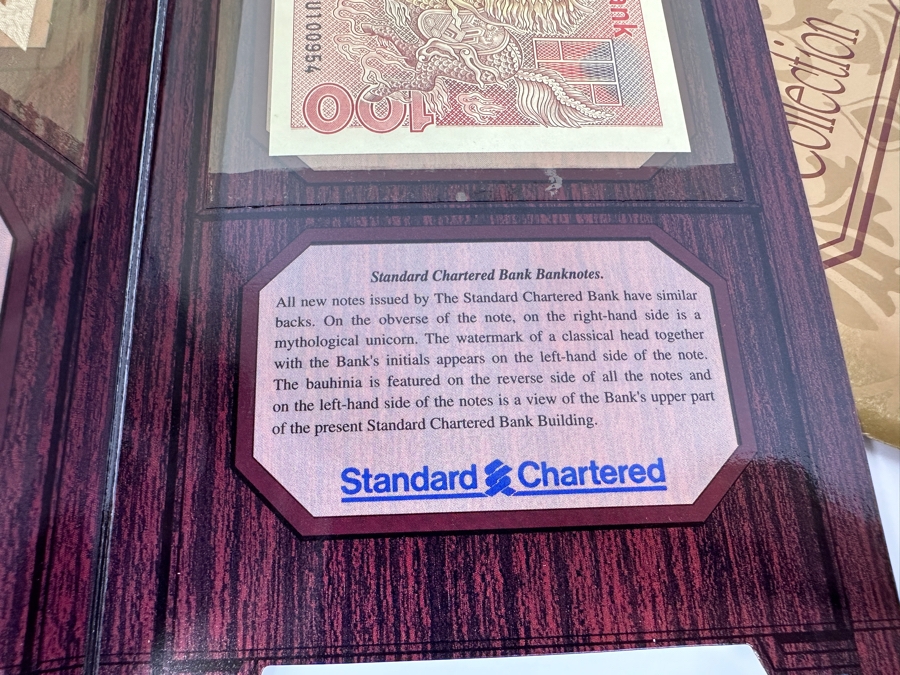 U100954
100
ank
Collection
Standard Chartered Bank Banknotes.
All new notes issued by The Standard Chartered Bank have similar
backs. On the obverse of the note, on the right-hand side is a
mythological unicorn. The watermark of a classical head together
with the Bank's initials appears on the left-hand side of the note.
The bauhinia is featured on the reverse side of all the notes and
on the left-hand side of the notes is a view of the Bank's upper part
of the present Standard Chartered Bank Building.
Standard Chartered